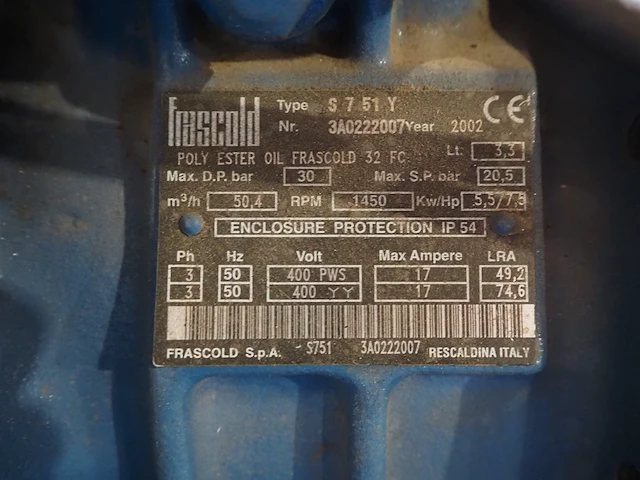 frascold Type S 7 51 Y CE
Nr. 3A0222007 Year 2002
POLY ESTER OIL FRASCOLD 32 FC. Lt. 3,3
Max. D.P. bar 30 Max. S.P. bar 20,5
m³/h 50,4 RPM 1450 Kw/Hp 5,5/7,5
ENCLOSURE PROTECTION IP 54
Ph Hz Volt Max Ampere LRA
3 50 400 PWS 17 49,2
3 50 400 YY 17 74,6
FRASCOLD S.p.A. S751 3A0222007 RESCALDINA ITALY